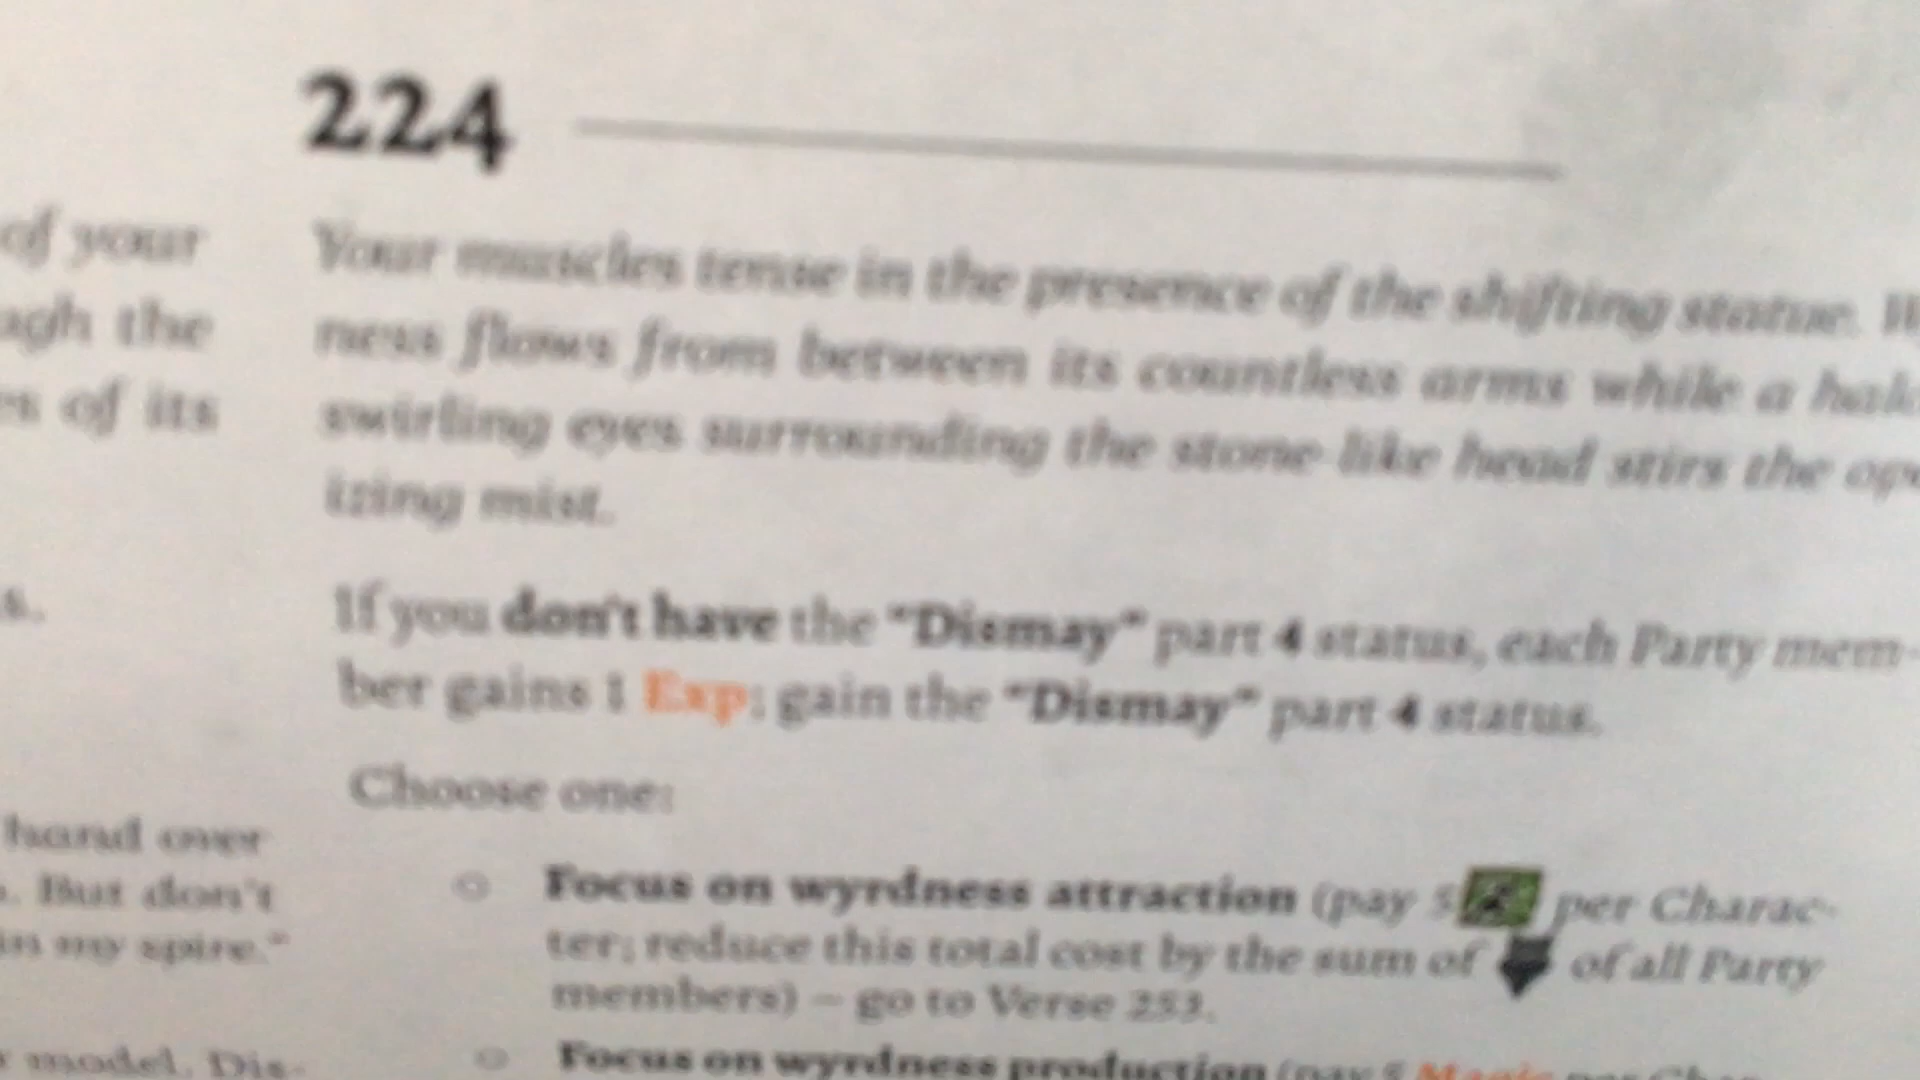 of your
ugh the
es of its
s.
hand over
. But don't
in my spire."
model. Dis-
224
Your muscles tense in the presence of the shifting statue. W
ness flows from between its countless arms while a halo
swirling eyes surrounding the stone-like head stirs the op
izing mist.
If you don't have the "Dismay" part 4 status, each Party mem-
ber gains 1 Exp; gain the "Dismay" part 4 status.
Choose one:
Focus on wyrdness attraction (pay 5 per Charac-
ter; reduce this total cost by the sum of of all Party
members) – go to Verse 253.
Focus on wyrdness production (pay 5 Magic per Char